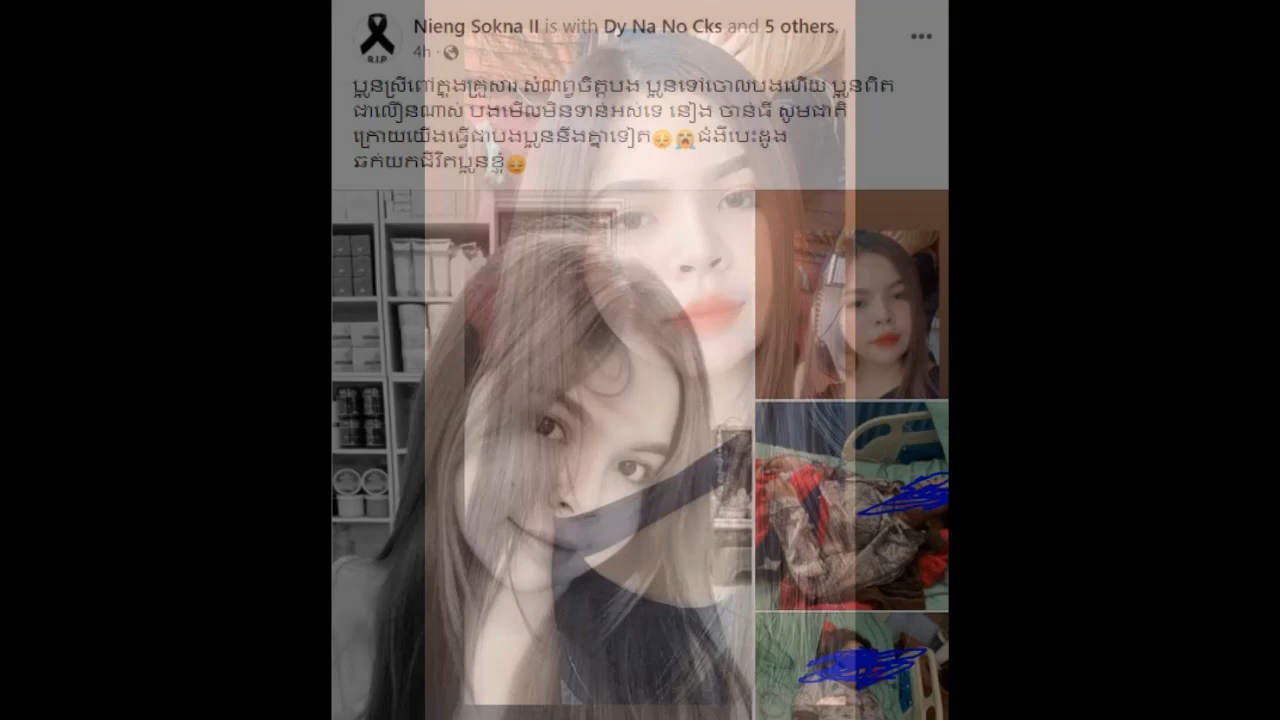 Nieng Sokna II is with Dy Na No Cks and 5 others.
R.I.P
4h
ប្អូនស្រីពៅក្នុងគ្រួសារ សំណព្វចិត្តបង ប្អូនទៅចោលបងហើយ ប្អូនពិត
ជាលឿនណាស់ បងមើលមិនទាន់អស់ទេ នឿង ចាន់ធី សូមជាតិ
ក្រោយយើងធ្វើជាបងប្អូននឹងគ្នាទៀត😔😭ជំងឺបេះដូង
ឆក់យកជីវិតប្អូនខ្ញុំ😔